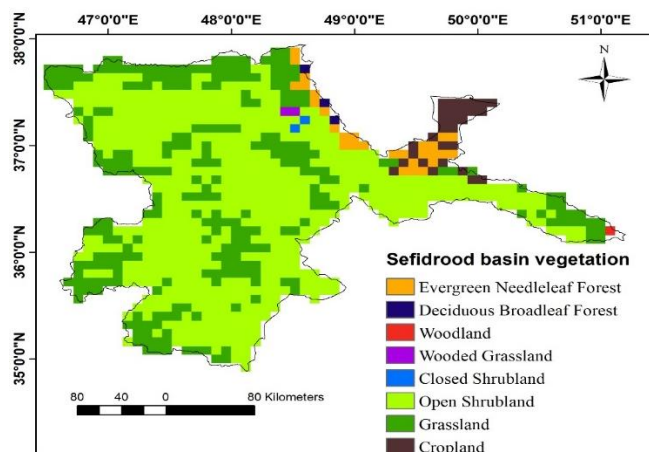 47°0'0"N 48°0'0"N 49°0'0"N 50°0'0"N 51°0'0"N
38°0'0"N
37°0'0"N
36°0'0"N
35°0'0"N
N
Sefidrood basin vegetation
Evergreen Needleleaf Forest
Deciduous Broadleaf Forest
Woodland
Wooded Grassland
Closed Shrubland
Open Shrubland
Grassland
Cropland
80 40 0 80 Kilometers